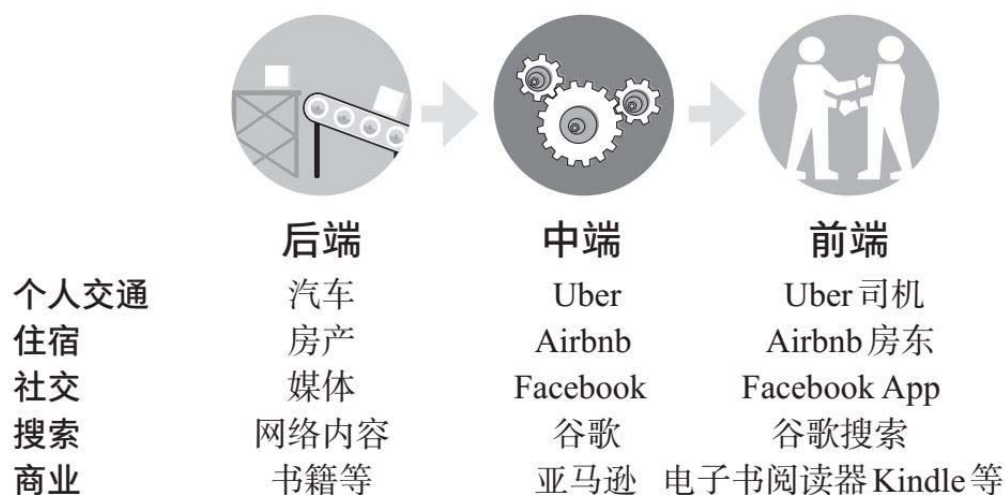 后端 中端 前端
个人交通 汽车 Uber Uber司机
住宿 房产 Airbnb Airbnb房东
社交 媒体 Facebook Facebook App
搜索 网络内容 谷歌 谷歌搜索
商业 书籍等 亚马逊 电子书阅读器Kindle等